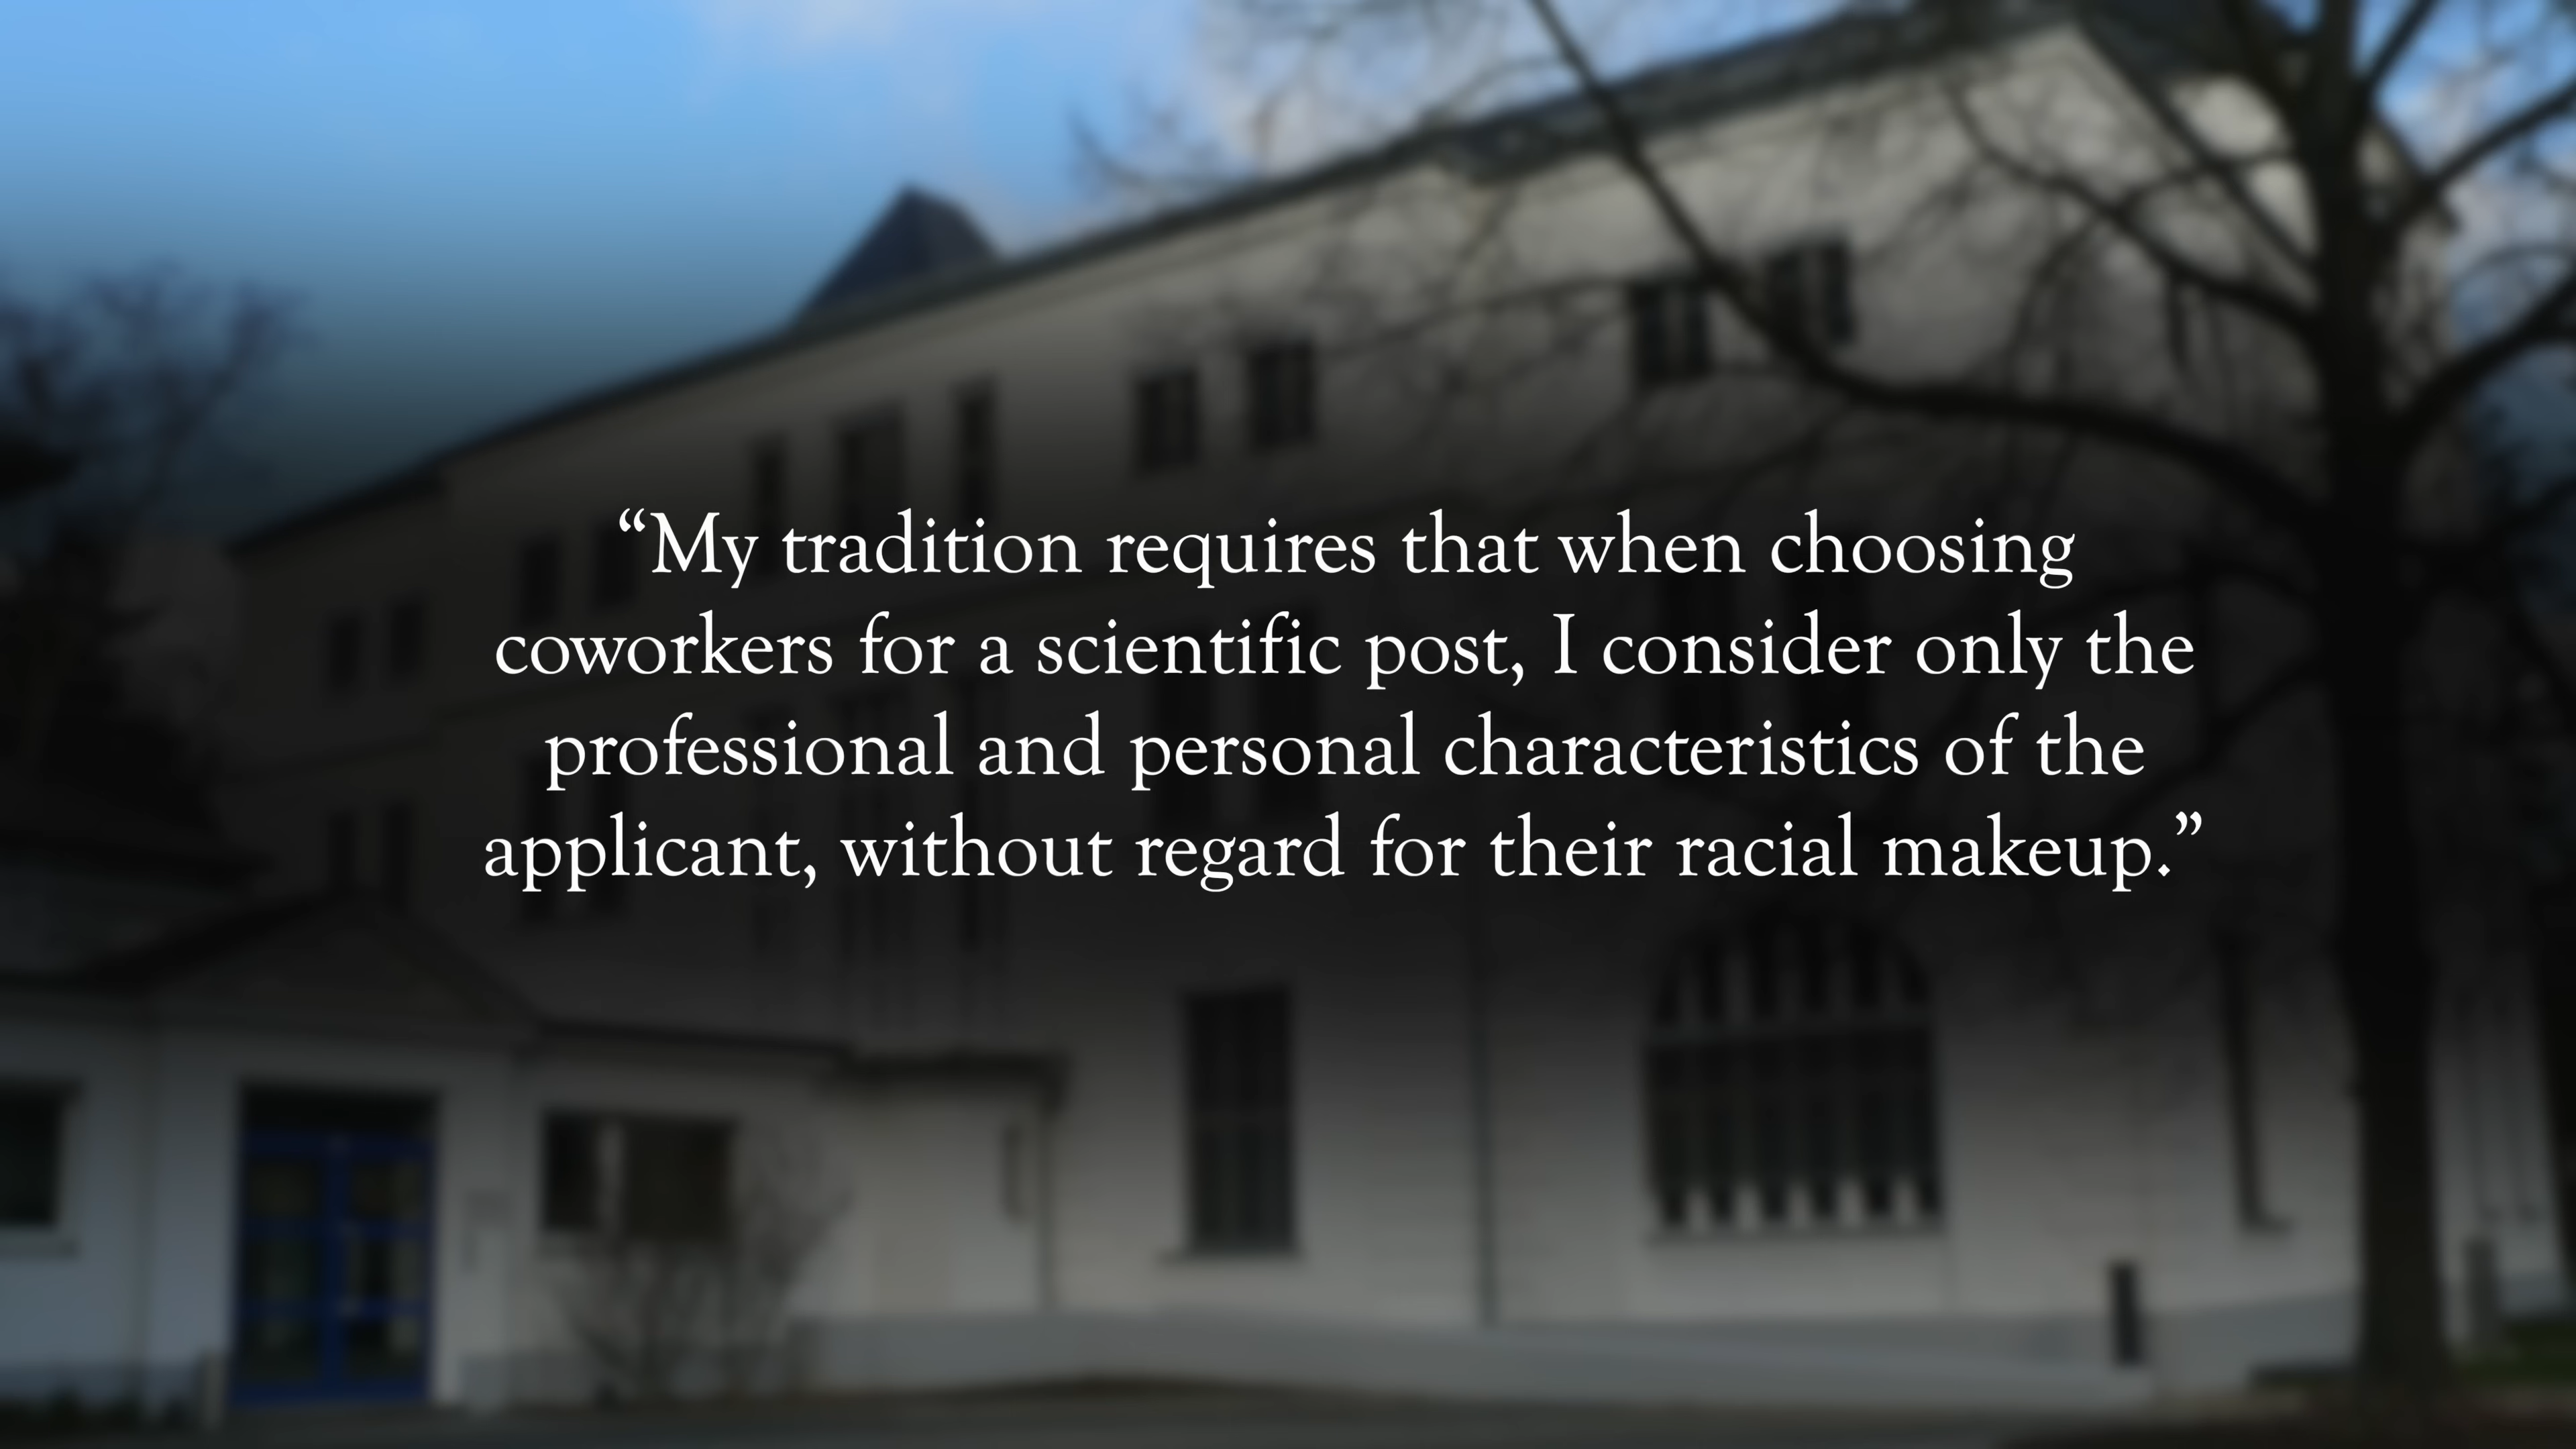 “My tradition requires that when choosing
coworkers for a scientific post, I consider only the
professional and personal characteristics of the
applicant, without regard for their racial makeup.”